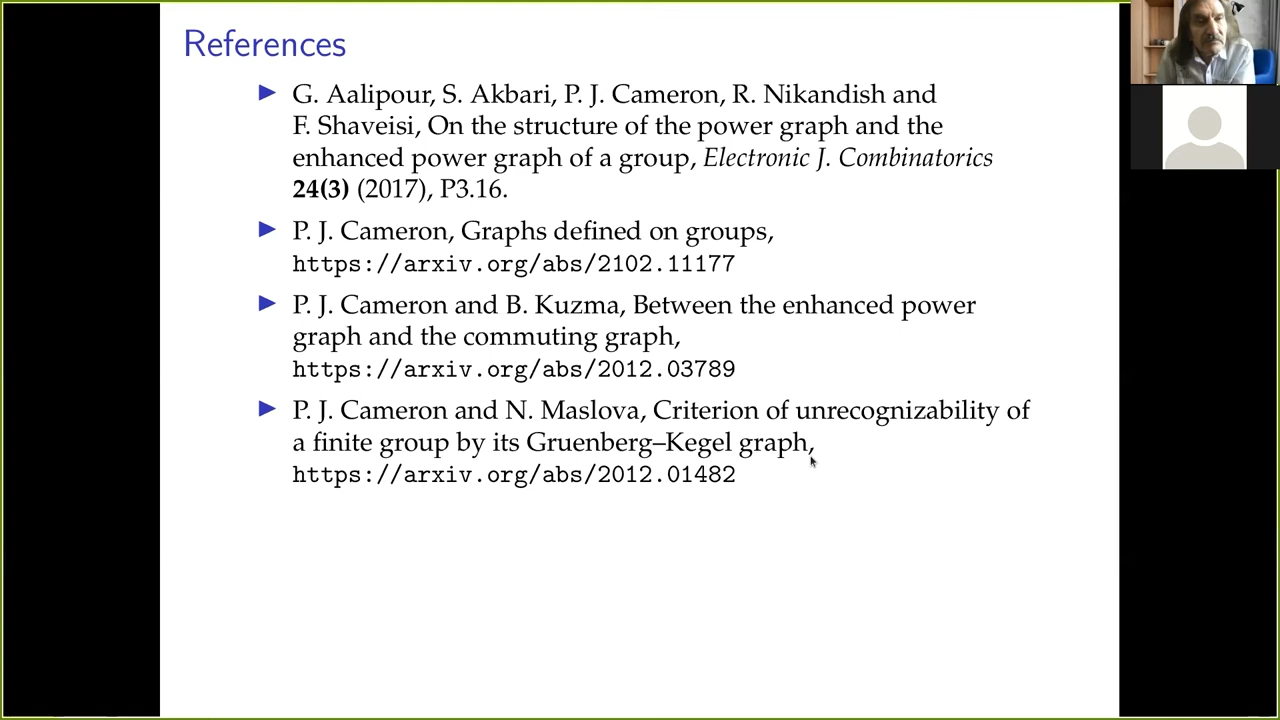 References
▶ G. Aalipour, S. Akbari, P. J. Cameron, R. Nikandish and
F. Shaveisi, On the structure of the power graph and the
enhanced power graph of a group, Electronic J. Combinatorics
24(3) (2017), P3.16.
▶ P. J. Cameron, Graphs defined on groups,
https://arxiv.org/abs/2102.11177
▶ P. J. Cameron and B. Kuzma, Between the enhanced power
graph and the commuting graph,
https://arxiv.org/abs/2012.03789
▶ P. J. Cameron and N. Maslova, Criterion of unrecognizability of
a finite group by its Gruenberg–Kegel graph,
https://arxiv.org/abs/2012.01482